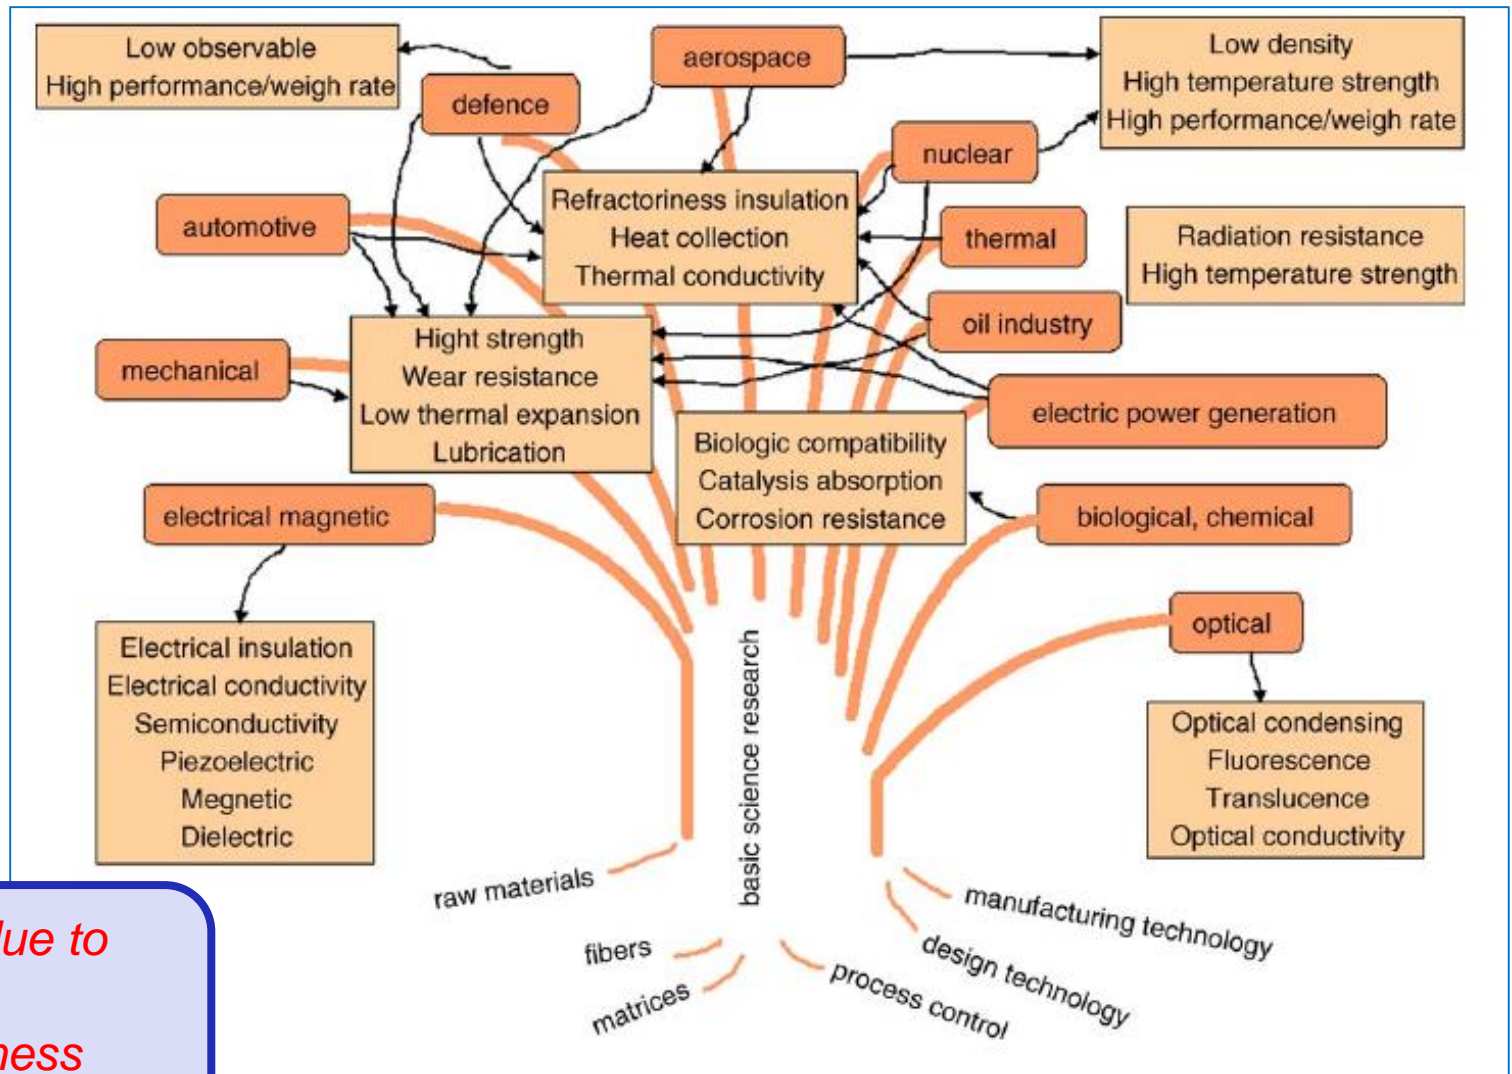 Low observable
High performance/weigh rate
aerospace
Low density
High temperature strength
High performance/weigh rate
defence
nuclear
Refractoriness insulation
Heat collection
Thermal conductivity
automotive
thermal
Radiation resistance
High temperature strength
oil industry
Hight strength
Wear resistance
Low thermal expansion
Lubrication
mechanical
electric power generation
Biologic compatibility
Catalysis absorption
Corrosion resistance
electrical magnetic
biological, chemical
optical
Electrical insulation
Electrical conductivity
Semiconductivity
Piezoelectric
Megnetic
Dielectric
basic science research
Optical condensing
Fluorescence
Translucence
Optical conductivity
raw materials
fibers
matrices
process control
design technology
manufacturing technology
lue to
ness